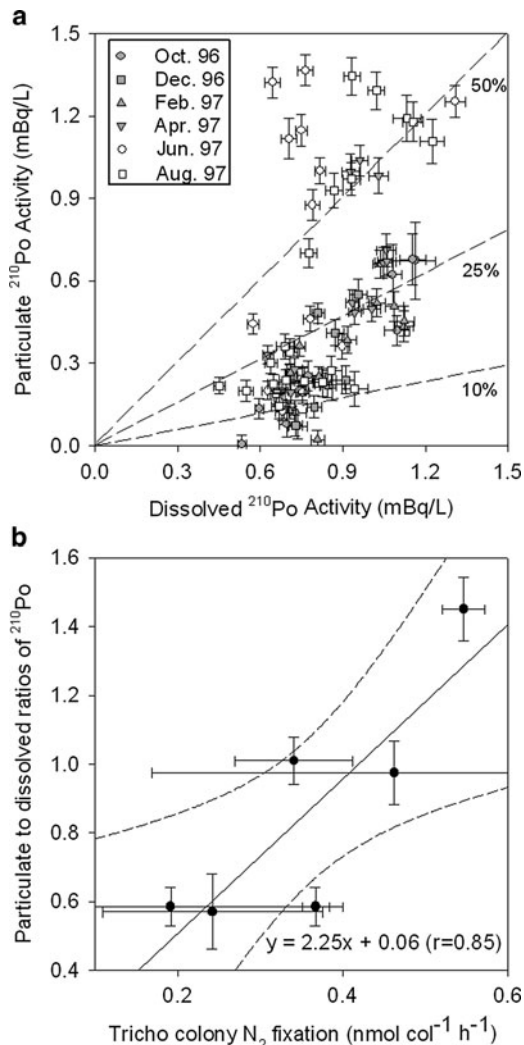 a
Oct. 96
Dec. 96
Feb. 97
Apr. 97
Jun. 97
Aug. 97
50%
25%
10%
1.5
1.2
0.9
0.6
0.3
0.0
Particulate ²¹⁰Po Activity (mBq/L)
0.0 0.3 0.6 0.9 1.2 1.5
Dissolved ²¹⁰Po Activity (mBq/L)
b
1.6
1.4
1.2
1.0
0.8
0.6
0.4
Particulate to dissolved ratios of ²¹⁰Po
y = 2.25x + 0.06 (r=0.85)
0.2 0.4 0.6
Tricho colony N₂ fixation (nmol col⁻¹ h⁻¹)